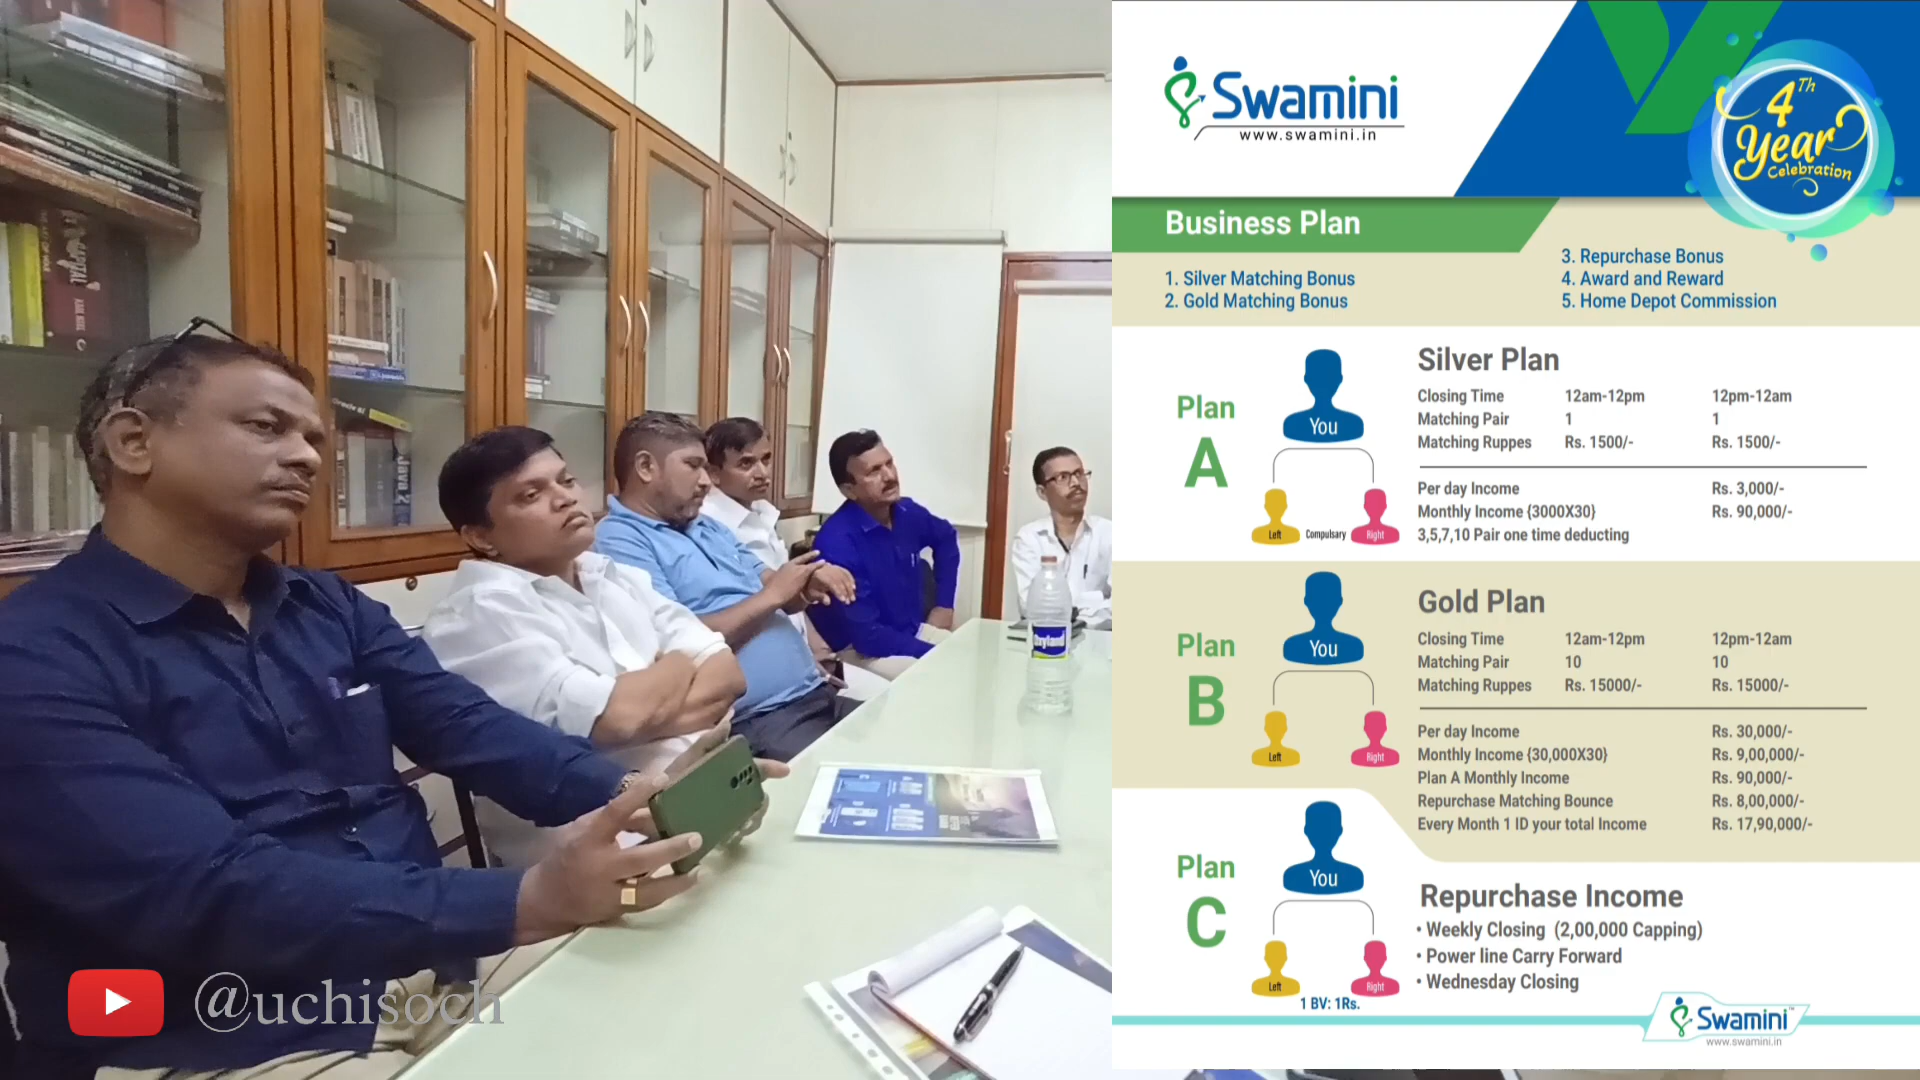 CAPITAL
Java 2
Oxyland
@uchisoch
Swamini
www.swamini.in
4Th
Year
Celebration
Business Plan
1. Silver Matching Bonus
2. Gold Matching Bonus
3. Repurchase Bonus
4. Award and Reward
5. Home Depot Commission
Plan
A
You
Left Compulsary Right
Silver Plan
Closing Time 12am-12pm 12pm-12am
Matching Pair 1 1
Matching Ruppes Rs. 1500/- Rs. 1500/-
Per day Income Rs. 3,000/-
Monthly Income {3000X30} Rs. 90,000/-
3,5,7,10 Pair one time deducting
Plan
B
You
Left Right
Gold Plan
Closing Time 12am-12pm 12pm-12am
Matching Pair 10 10
Matching Ruppes Rs. 15000/- Rs. 15000/-
Per day Income Rs. 30,000/-
Monthly Income {30,000X30} Rs. 9,00,000/-
Plan A Monthly Income Rs. 90,000/-
Repurchase Matching Bounce Rs. 8,00,000/-
Every Month 1 ID your total Income Rs. 17,90,000/-
Plan
C
You
Left Right
1 BV: 1Rs.
Repurchase Income
• Weekly Closing (2,00,000 Capping)
• Power line Carry Forward
• Wednesday Closing
Swamini™
www.swamini.in